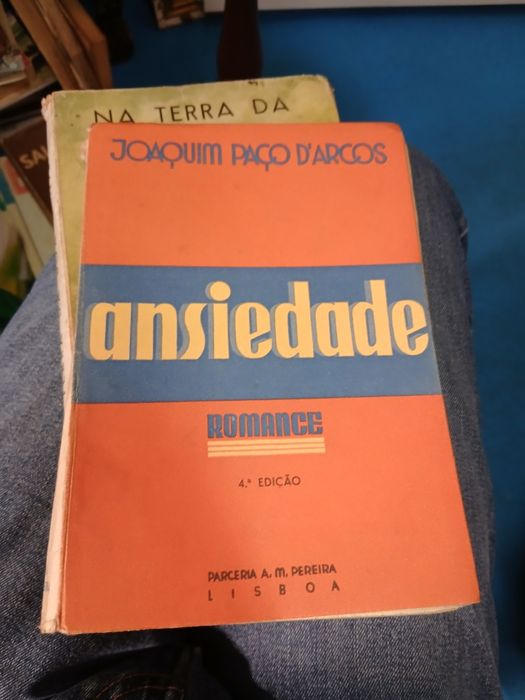 NA TERRA DA
JOAQUIM PAÇO D'ARCOS
ansiedade
ROMANCE
4.ª EDIÇÃO
PARCERIA A. M. PEREIRA
LISBOA